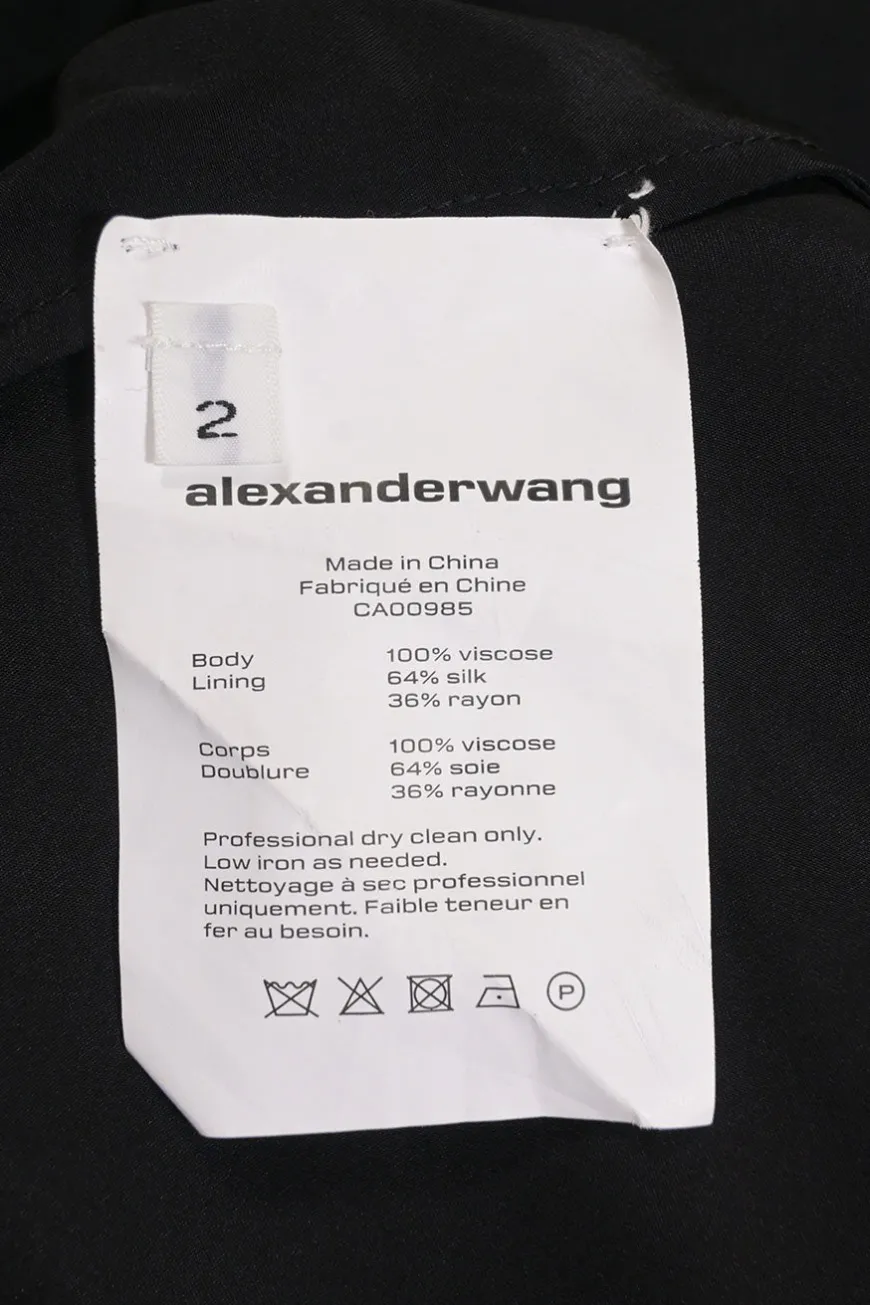 2
alexanderwang
Made in China
Fabriqué en Chine
CA00985
Body 100% viscose
Lining 64% silk
36% rayon
Corps 100% viscose
Doublure 64% soie
36% rayonne
Professional dry clean only.
Low iron as needed.
Nettoyage à sec professionnel
uniquement. Faible teneur en
fer au besoin.
P